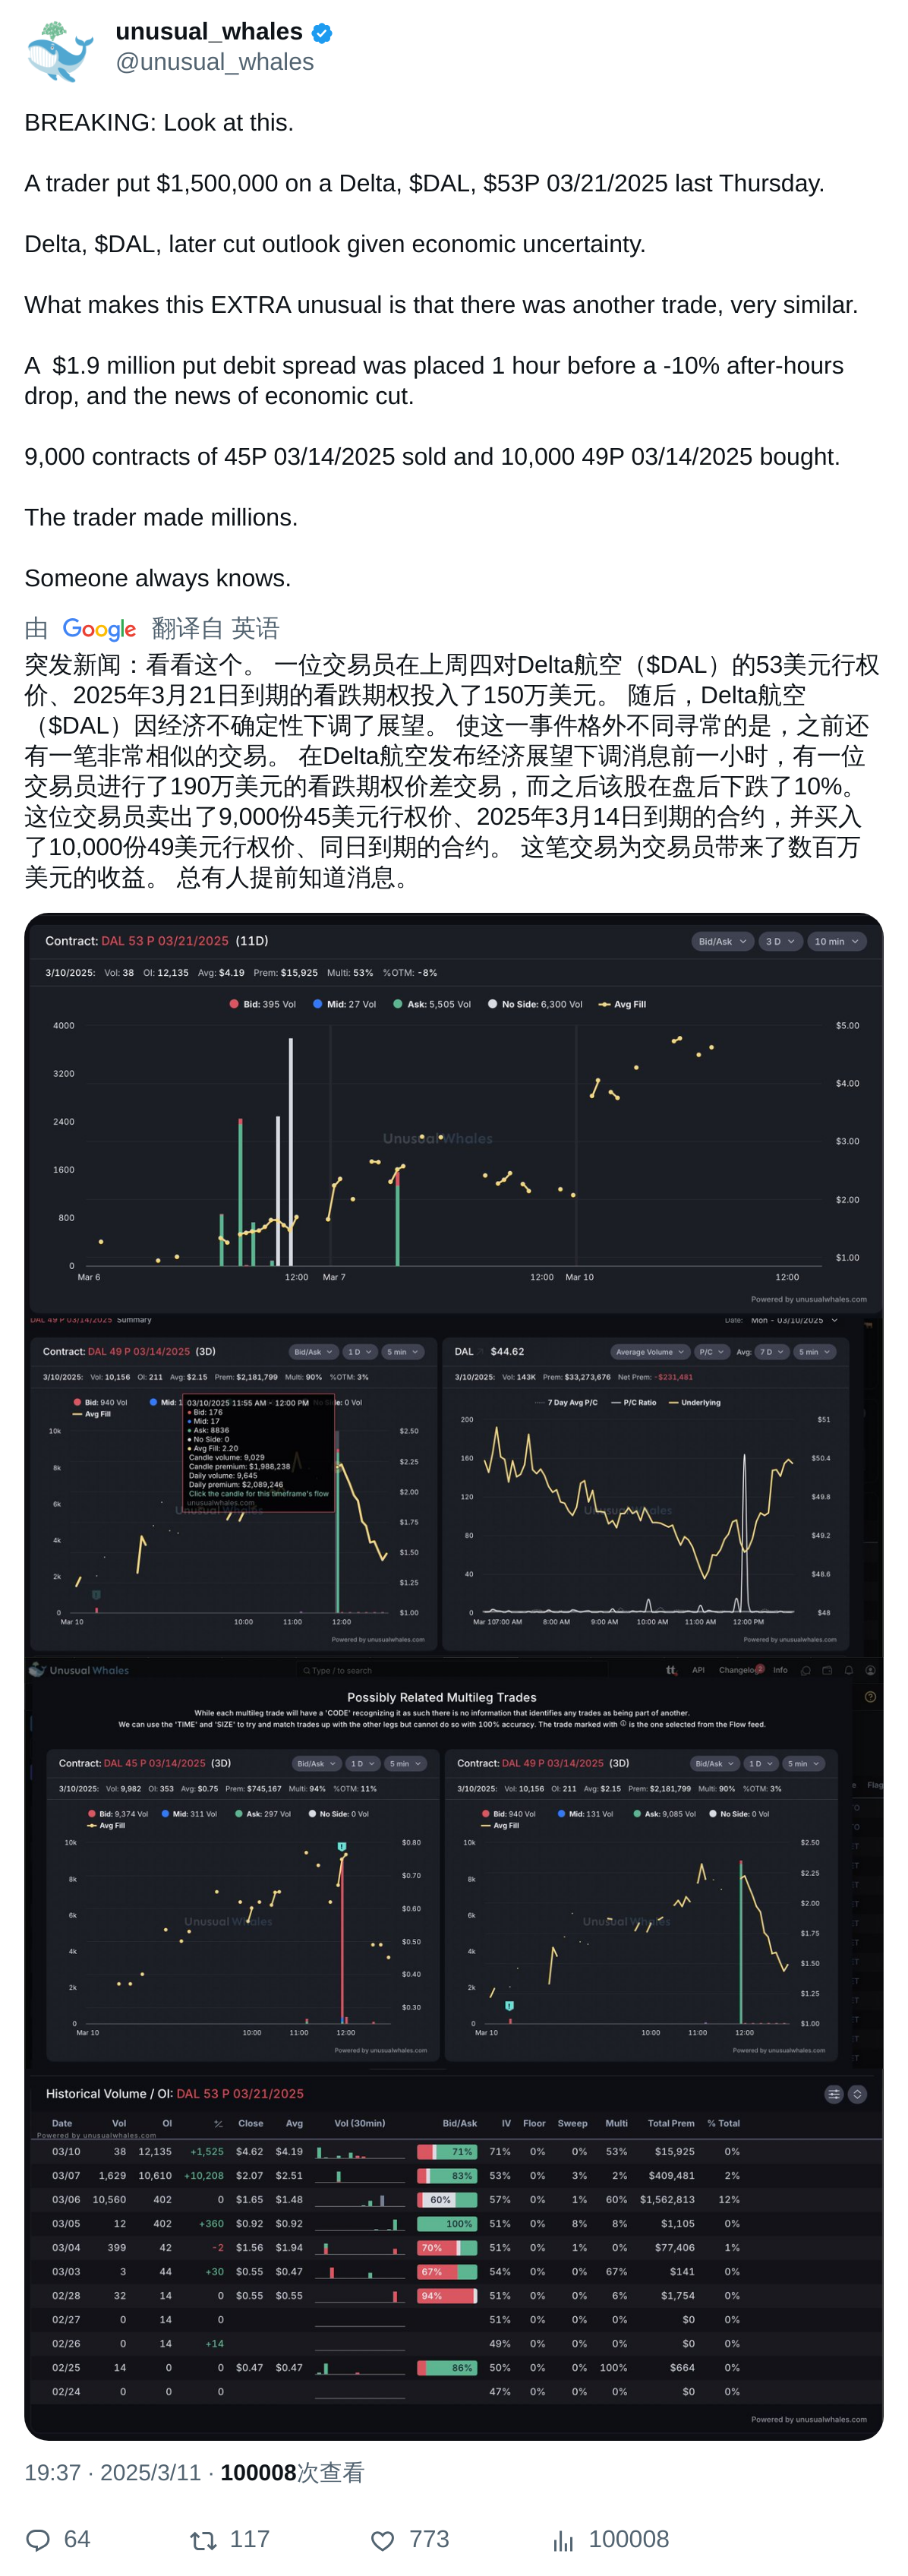 unusual_whales
@unusual_whales
BREAKING: Look at this.
A trader put $1,500,000 on a Delta, $DAL, $53P 03/21/2025 last Thursday.
Delta, $DAL, later cut outlook given economic uncertainty.
What makes this EXTRA unusual is that there was another trade, very similar.
A $1.9 million put debit spread was placed 1 hour before a -10% after-hours
drop, and the news of economic cut.
9,000 contracts of 45P 03/14/2025 sold and 10,000 49P 03/14/2025 bought.
The trader made millions.
Someone always knows.
由 Google 翻译自 英语
突发新闻：看看这个。 一位交易员在上周四对Delta航空（$DAL）的53美元行权
价、2025年3月21日到期的看跌期权投入了150万美元。 随后，Delta航空
（$DAL）因经济不确定性下调了展望。 使这一事件格外不同寻常的是，之前还
有一笔非常相似的交易。 在Delta航空发布经济展望下调消息前一小时，有一位
交易员进行了190万美元的看跌期权价差交易，而之后该股在盘后下跌了10%。
这位交易员卖出了9,000份45美元行权价、2025年3月14日到期的合约，并买入
了10,000份49美元行权价、同日到期的合约。 这笔交易为交易员带来了数百万
美元的收益。 总有人提前知道消息。
Contract: DAL 53 P 03/21/2025 (11D) Bid/Ask 3 D 10 min
3/10/2025: Vol: 38 OI: 12,135 Avg: $4.19 Prem: $15,925 Multi: 53% %OTM: -8%
Bid: 395 Vol Mid: 27 Vol Ask: 5,505 Vol No Side: 6,300 Vol Avg Fill
4000 $5.00
3200
$4.00
2400
Unusual Whales $3.00
1600
$2.00
800
0 $1.00
Mar 6 12:00 Mar 7 12:00 Mar 10 12:00
Powered by unusualwhales.com
DAL 49 P 03/14/2025 Summary Date: Mon - 03/10/2025
Contract: DAL 49 P 03/14/2025 (3D) Bid/Ask 1 D 5 min
3/10/2025: Vol: 10,156 OI: 211 Avg: $2.15 Prem: $2,181,799 Multi: 90% %OTM: 3%
Bid: 940 Vol Mid: 1 No Side: 0 Vol
Avg Fill
03/10/2025 11:55 AM - 12:00 PM
Bid: 176
Mid: 17
Ask: 8836
No Side: 0
Avg Fill: 2.20
Candle volume: 9,029
Candle premium: $1,988,238
Daily volume: 9,645
Daily premium: $2,089,246
Click the candle for this timeframe's flow
unusualwhales.com
Unusual Whales
10k $2.50
$2.25
8k
$2.00
6k
$1.75
4k
$1.50
2k
$1.25
0 $1.00
Mar 10 10:00 11:00 12:00
Powered by unusualwhales.com
DAL $44.62 Average Volume P/C Avg: 7 D 5 min
3/10/2025: Vol: 143K Prem: $33,273,676 Net Prem: -$231,481
7 Day Avg P/C P/C Ratio Underlying
200 $51
160 $50.4
120 $49.8
Unusual Whales
80 $49.2
40 $48.6
0 $48
Mar 10 7:00 AM 8:00 AM 9:00 AM 10:00 AM 11:00 AM 12:00 PM
Powered by unusualwhales.com
Unusual Whales Type / to search tt. API Changelog 2 Info
Possibly Related Multileg Trades
While each multileg trade will have a 'CODE' recognizing it as such there is no information that identifies any trades as being part of another.
We can use the 'TIME' and 'SIZE' to try and match trades up with the other legs but cannot do so with 100% accuracy. The trade marked with is the one selected from the Flow feed.
Contract: DAL 45 P 03/14/2025 (3D) Bid/Ask 1 D 5 min
3/10/2025: Vol: 9,982 OI: 353 Avg: $0.75 Prem: $745,167 Multi: 94% %OTM: 11%
Bid: 9,374 Vol Mid: 311 Vol Ask: 297 Vol No Side: 0 Vol
Avg Fill
10k $0.80
8k $0.70
6k $0.60
Unusual Whales
4k $0.50
2k $0.40
$0.30
0
Mar 10 10:00 11:00 12:00
Powered by unusualwhales.com
Contract: DAL 49 P 03/14/2025 (3D) Bid/Ask 1 D 5 min
3/10/2025: Vol: 10,156 OI: 211 Avg: $2.15 Prem: $2,181,799 Multi: 90% %OTM: 3%
Bid: 940 Vol Mid: 131 Vol Ask: 9,085 Vol No Side: 0 Vol
Avg Fill
10k $2.50
$2.25
8k
$2.00
6k
Unusual Whales
$1.75
4k
$1.50
2k
$1.25
0 $1.00
Mar 10 10:00 11:00 12:00
Powered by unusualwhales.com
Flag
Historical Volume / OI: DAL 53 P 03/21/2025
Date Vol OI +/- Close Avg Vol (30min) Bid/Ask IV Floor Sweep Multi Total Prem % Total
Powered by unusualwhales.com
03/10 38 12,135 +1,525 $4.62 $4.19 71% 71% 0% 0% 53% $15,925 0%
03/07 1,629 10,610 +10,208 $2.07 $2.51 83% 53% 0% 3% 2% $409,481 2%
03/06 10,560 402 0 $1.65 $1.48 60% 57% 0% 1% 60% $1,562,813 12%
03/05 12 402 +360 $0.92 $0.92 100% 51% 0% 8% 8% $1,105 0%
03/04 399 42 -2 $1.56 $1.94 70% 51% 0% 1% 0% $77,406 1%
03/03 3 44 +30 $0.55 $0.47 67% 54% 0% 0% 67% $141 0%
02/28 32 14 0 $0.55 $0.55 94% 51% 0% 0% 6% $1,754 0%
02/27 0 14 0 51% 0% 0% 0% $0 0%
02/26 0 14 +14 49% 0% 0% 0% $0 0%
02/25 14 0 0 $0.47 $0.47 86% 50% 0% 0% 100% $664 0%
02/24 0 0 0 47% 0% 0% 0% $0 0%
Powered by unusualwhales.com
19:37 · 2025/3/11 · 100008次查看
64 117 773 100008